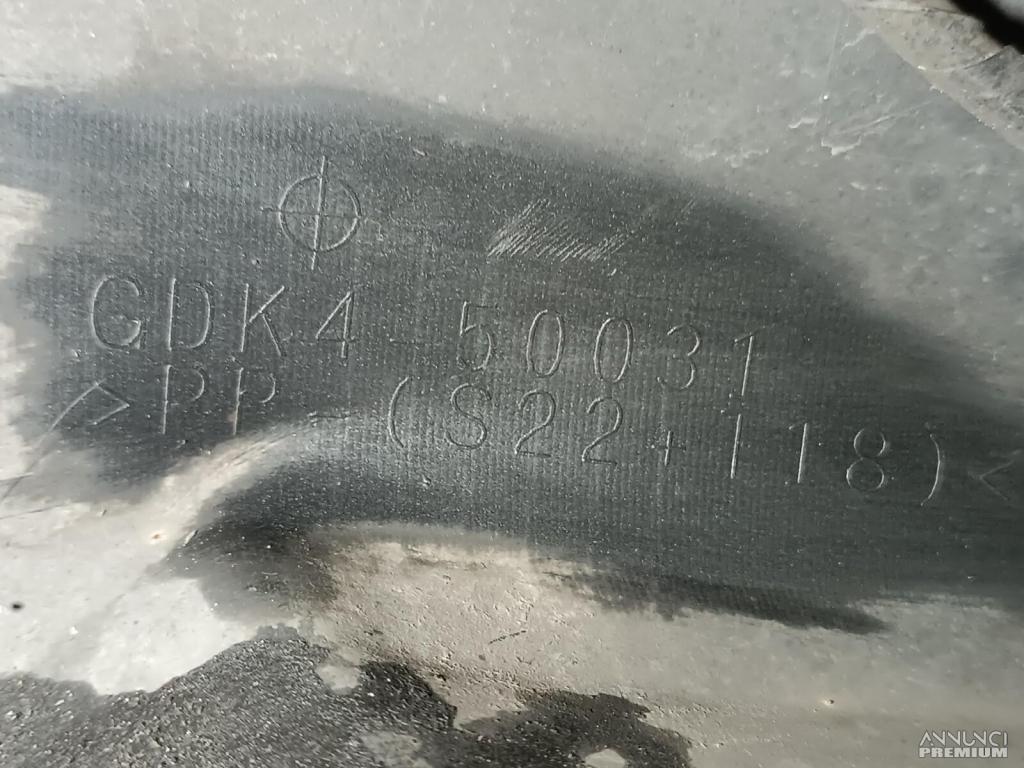 GDK4-50031
>PP-(S22+T18)<
ANNUNCI
PREMIUM